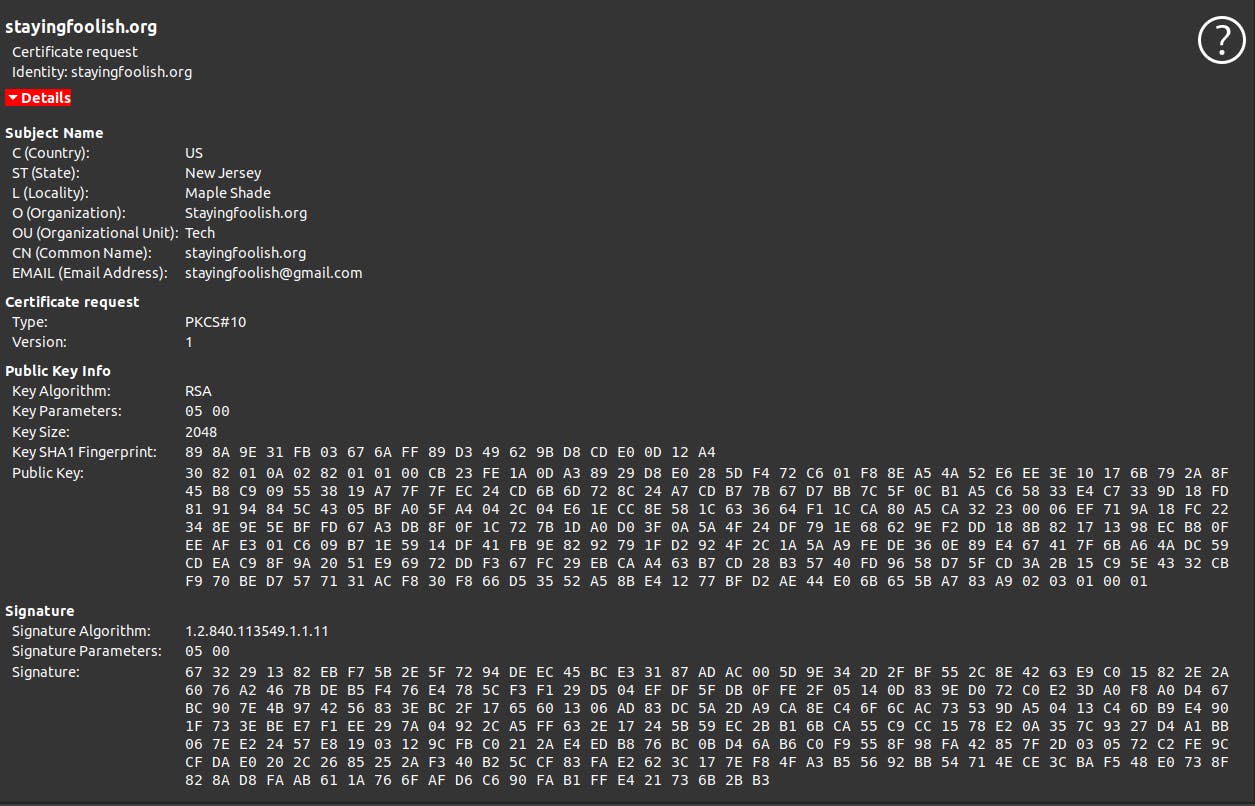 stayingfoolish.org
Certificate request
Identity: stayingfoolish.org
Details
Subject Name
C (Country): US
ST (State): New Jersey
L (Locality): Maple Shade
O (Organization): Stayingfoolish.org
OU (Organizational Unit): Tech
CN (Common Name): stayingfoolish.org
EMAIL (Email Address): stayingfoolish@gmail.com
Certificate request
Type: PKCS#10
Version: 1
Public Key Info
Key Algorithm: RSA
Key Parameters: 05 00
Key Size: 2048
Key SHA1 Fingerprint: 89 8A 9E 31 FB 03 67 6A FF 89 D3 49 62 9B D8 CD E0 0D 12 A4
Public Key: 30 82 01 0A 02 82 01 01 00 CB 23 FE 1A 0D A3 89 29 D8 E0 28 5D F4 72 C6 01 F8 8E A5 4A 52 E6 EE 3E 10 17 6B 79 2A 8F
45 B8 C9 09 55 38 19 A7 7F 7F EC 24 CD 6B 6D 72 8C 24 A7 CD B7 7B 67 D7 BB 7C 5F 0C B1 A5 C6 58 33 E4 C7 33 9D 18 FD
81 91 94 84 5C 43 05 BF A0 5F A4 04 2C 04 E6 1E CC 8E 58 1C 63 36 64 F1 1C CA 80 A5 CA 32 23 00 06 EF 71 9A 18 FC 22
34 8E 9E 5E BF FD 67 A3 DB 8F 0F 1C 72 7B 1D A0 D0 3F 0A 5A 4F 24 DF 79 1E 68 62 9E F2 DD 18 8B 82 17 13 98 EC B8 0F
EE AF E3 01 C6 09 B7 1E 59 14 DF 41 FB 9E 82 92 79 1F D2 92 4F 2C 1A 5A A9 FE DE 36 0E 89 E4 67 41 7F 6B A6 4A DC 59
CD EA C9 8F 9A 20 51 E9 69 72 DD F3 67 FC 29 EB CA A4 63 B7 CD 28 B3 57 40 FD 96 58 D7 5F CD 3A 2B 15 C9 5E 43 32 CB
F9 70 BE D7 57 71 31 AC F8 30 F8 66 D5 35 52 A5 8B E4 12 77 BF D2 AE 44 E0 6B 65 5B A7 83 A9 02 03 01 00 01
Signature
Signature Algorithm: 1.2.840.113549.1.1.11
Signature Parameters: 05 00
Signature: 67 32 29 13 82 EB F7 5B 2E 5F 72 94 DE EC 45 BC E3 31 87 AD AC 00 5D 9E 34 2D 2F BF 55 2C 8E 42 63 E9 C0 15 82 2E 2A
60 76 A2 46 7B DE B5 F4 76 E4 78 5C F3 F1 29 D5 04 EF DF 5F DB 0F FE 2F 05 14 0D 83 9E D0 72 C0 E2 3D A0 F8 A0 D4 67
BC 90 7E 4B 97 42 56 83 3E BC 2F 17 65 60 13 06 AD 83 DC 5A 2D A9 CA 8E C4 6F 6C AC 73 53 9D A5 04 13 C4 6D B9 E4 90
1F 73 3E BE E7 F1 EE 29 7A 04 92 2C A5 FF 63 2E 17 24 5B 59 EC 2B B1 6B CA 55 C9 CC 15 78 E2 0A 35 7C 93 27 D4 A1 BB
06 7E E2 24 57 E8 19 03 12 9C FB C0 21 2A E4 ED B8 76 BC 0B D4 6A B6 C0 F9 55 8F 98 FA 42 85 7F 2D 03 05 72 C2 FE 9C
CF DA E0 20 2C 26 85 25 2A F3 40 B2 5C CF 83 FA E2 62 3C 17 7E F8 4F A3 B5 56 92 BB 54 71 4E CE 3C BA F5 48 E0 73 8F
82 8A D8 FA AB 61 1A 76 6F AF D6 C6 90 FA B1 FF E4 21 73 6B 2B B3